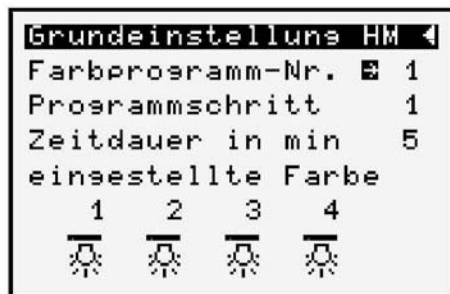 Grundeinstellung HM
Farbprogramm-Nr. 1
Programmschritt 1
Zeitdauer in min 5
eingestellte Farbe
1 2 3 4